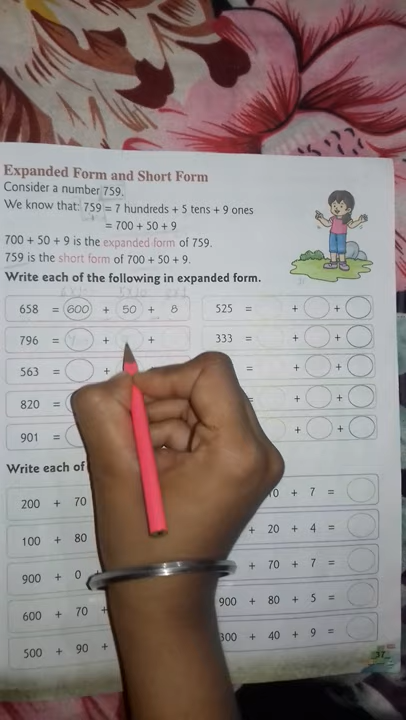 Expanded Form and Short Form
Consider a number 759.
We know that: 759 = 7 hundreds + 5 tens + 9 ones
= 700 + 50 + 9
700 + 50 + 9 is the expanded form of 759.
759 is the short form of 700 + 50 + 9.
Write each of the following in expanded form.
658 = 600 + 50 + 8
525 = + +
796 = + +
333 = + +
563 = +
= + +
820 =
= + +
901 =
+ +
Write each of
200 + 70
+ 7 =
100 + 80
+ 20 + 4 =
900 + 0
+ 70 + 7 =
600 + 70 +
900 + 80 + 5 =
500 + 90 +
300 + 40 + 9 =
37